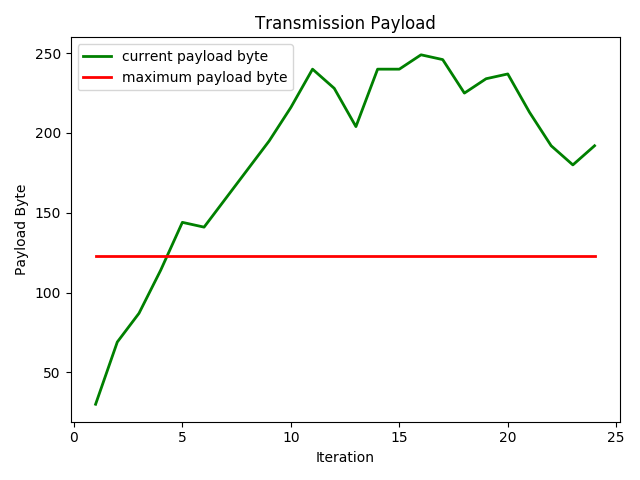 Transmission Payload
current payload byte
maximum payload byte
250
200
150
100
50
Payload Byte
0 5 10 15 20 25
Iteration